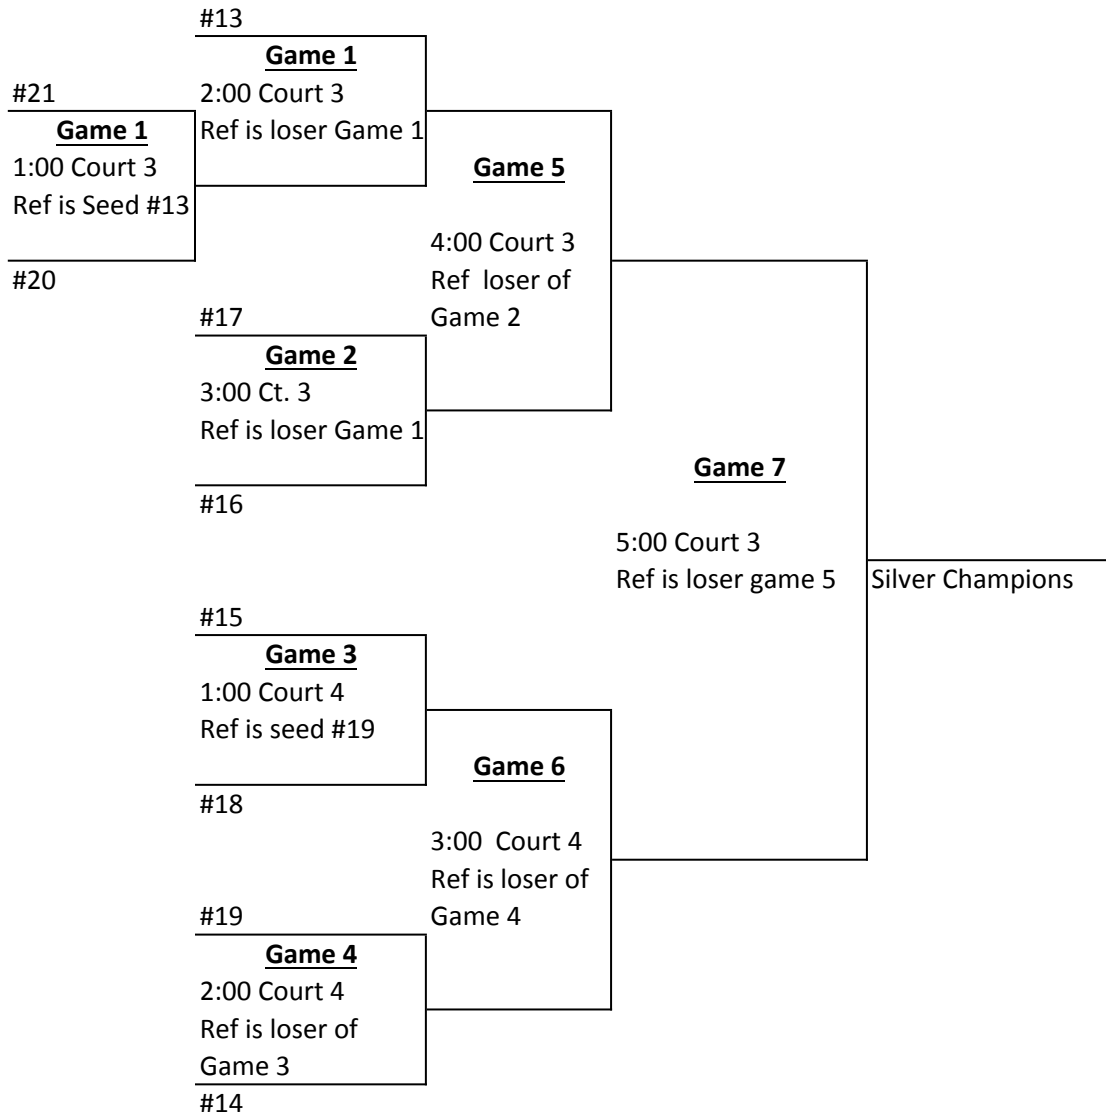 #13
Game 1
2:00 Court 3
Ref is loser Game 1
#21
Game 1
1:00 Court 3
Ref is Seed #13
#20
Game 5
4:00 Court 3
Ref  loser of
Game 2
#17
Game 2
3:00 Ct. 3
Ref is loser Game 1
#16
Game 7
5:00 Court 3
Ref is loser game 5
Silver Champions
#15
Game 3
1:00 Court 4
Ref is seed #19
#18
Game 6
3:00  Court 4
Ref is loser of
Game 4
#19
Game 4
2:00 Court 4
Ref is loser of
Game 3
#14